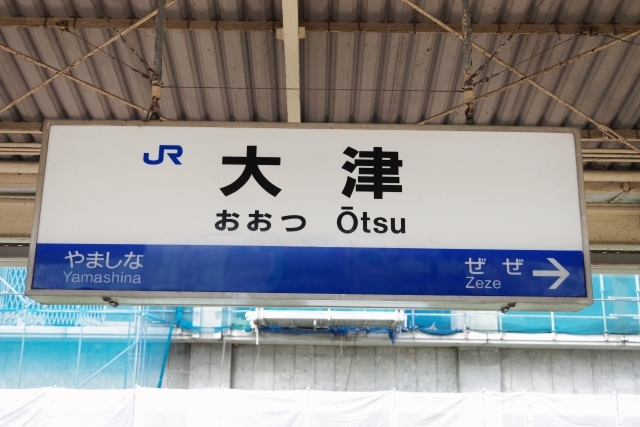 JR 大津
おおつ Ōtsu
やましな ぜぜ →
Yamashina Zeze